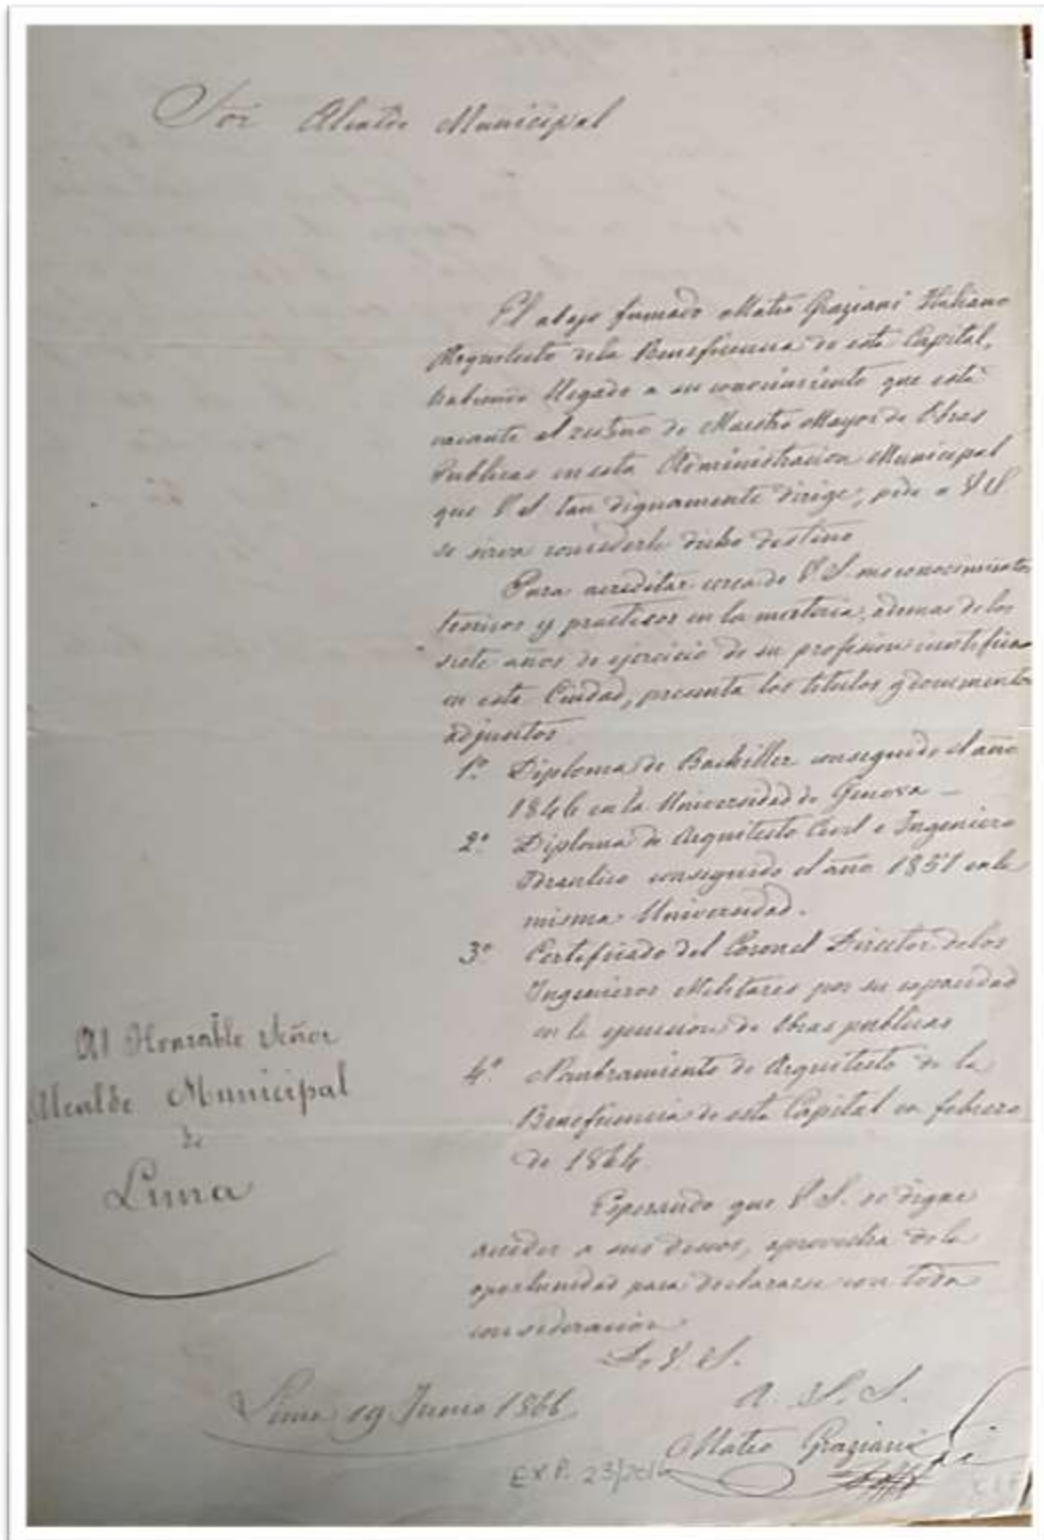 Sor Alcalde Municipal
El abajo firmado Mateo Graziani Italiano
Arquitecto dela Beneficencia de esta Capital,
habiendo llegado a su conocimiento que está
vacante el destino de Maestro Mayor de Obras
Publicas en esta Administracion Municipal
que V S tan dignamente dirige, pide a V S
se sirva concederle dicho destino
Para acreditar cerca de V. S. sus conocimientos
teoricos y practicos en la materia, ademas de los
siete años de ejercicio de su profesion
en esta Ciudad, presenta los titulos y documentos
adjuntos
1.º Diploma de Bachiller conseguido el año
1846 en la Universidad de Genova –
2.º Diploma de Arquitecto Civil e Ingeniero
Idraulico conseguido el año 1851 en la
misma Universidad.
3.º Certificado del Coronel Director de los
Ingenieros Militares por su capacidad
en la ejecucion de Obras publicas
4.º Nombramiento de Arquitecto de la
Beneficencia de esta Capital en febrero
de 1864
Esperando que V. S. se digne
acceder a sus deseos, aprovecha de la
oportunidad para declararse con toda
consideracion
De V. S.
A. S. S.
Mateo Graziani
Al Honorable Señor
Alcalde Municipal
de
Lima
Lima 19 Junio 1866
EXP. 23/